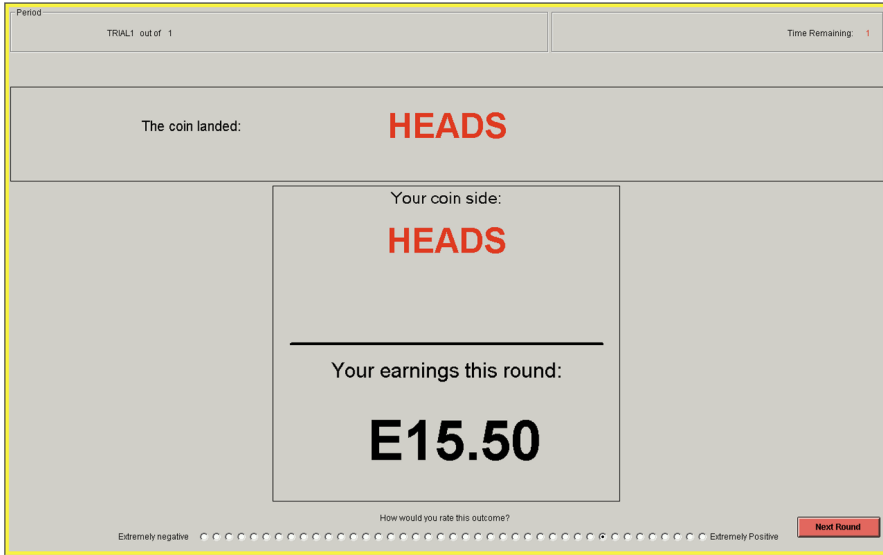 Period
TRIAL1 out of 1
Time Remaining: 1
The coin landed: HEADS
Your coin side:
HEADS
Your earnings this round:
E15.50
How would you rate this outcome?
Extremely negative Extremely Positive
Next Round